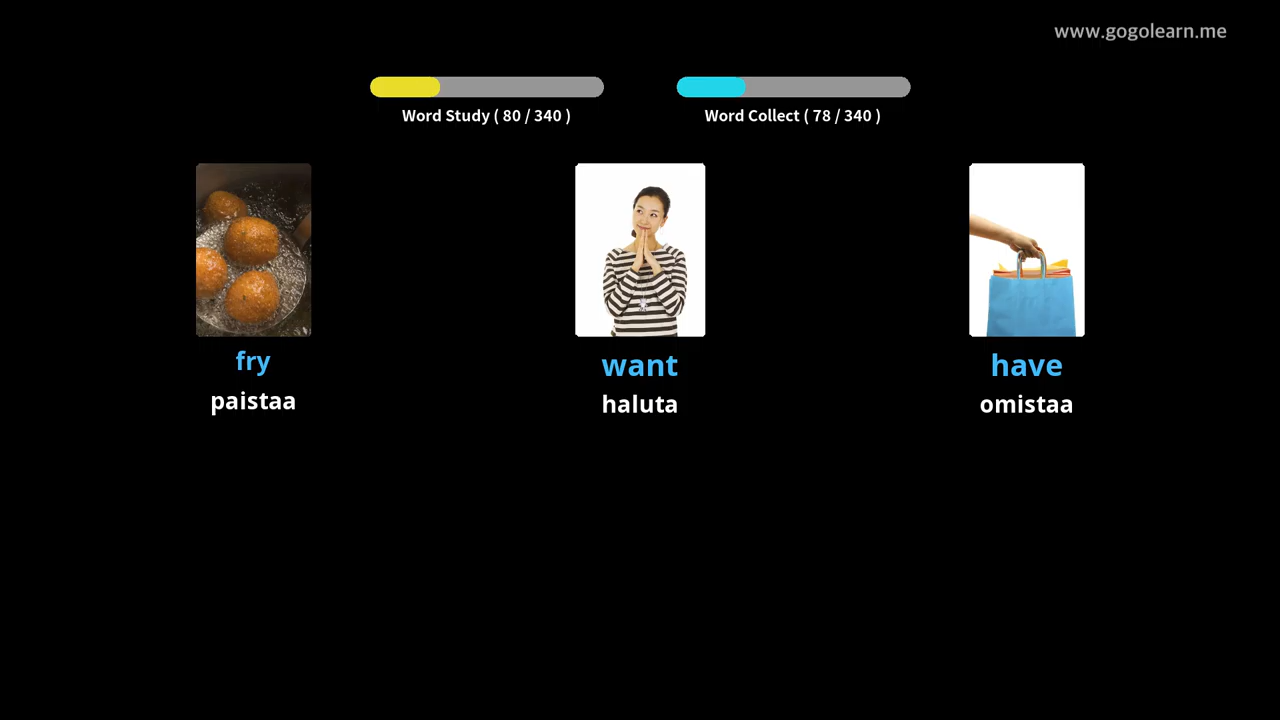 www.gogolearn.me
Word Study ( 80 / 340 )
Word Collect ( 78 / 340 )
fry
paistaa
want
haluta
have
omistaa